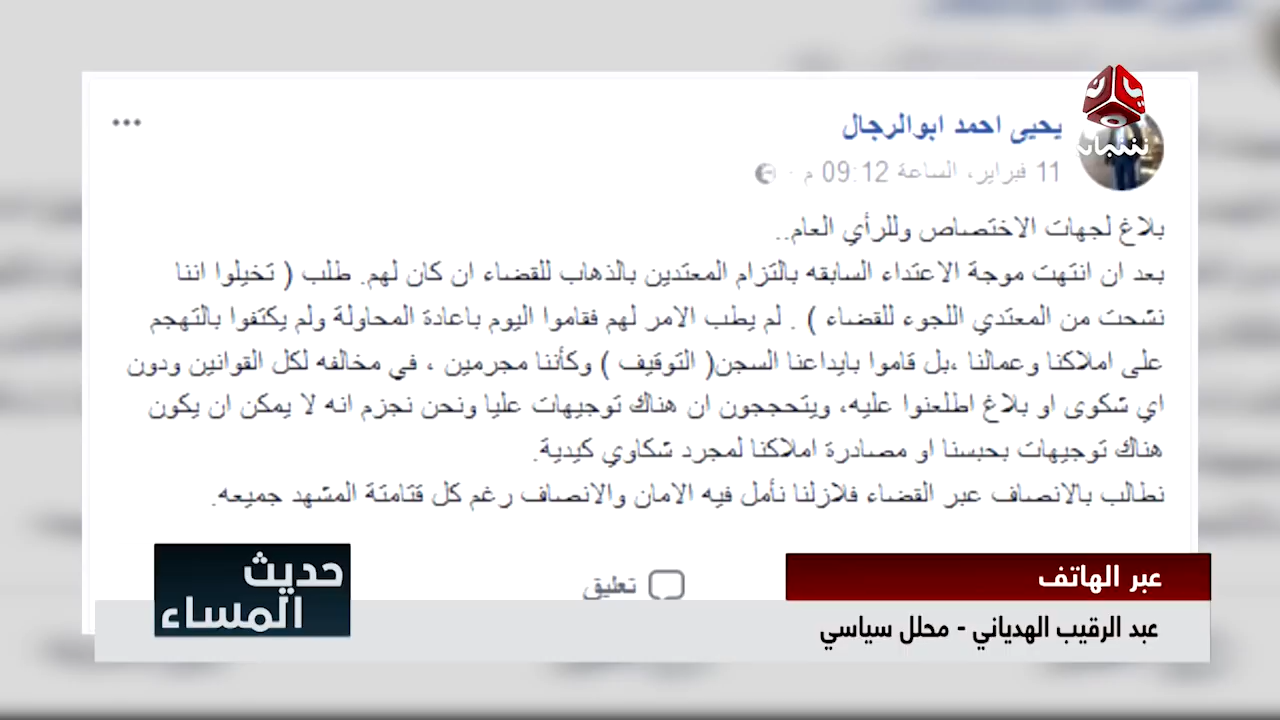 يحيى احمد ابوالرجال
11 فبراير، الساعة 09:12 م ·
بلاغ لجهات الاختصاص وللرأي العام..
بعد ان انتهت موجة الاعتداء السابقه بالتزام المعتدين بالذهاب للقضاء ان كان لهم. طلب ( تخيلوا اننا
نشحت من المعتدي اللجوء للقضاء ) . لم يطب الامر لهم فقاموا اليوم باعادة المحاولة ولم يكتفوا بالتهجم
على املاكنا وعمالنا ،بل قاموا بايداعنا السجن( التوقيف ) وكأننا مجرمين ، في مخالفه لكل القوانين ودون
اي شكوى او بلاغ اطلعنوا عليه، ويتحججون ان هناك توجيهات عليا ونحن نجزم انه لا يمكن ان يكون
هناك توجيهات بحبسنا او مصادرة املاكنا لمجرد شكاوي كيدية.
نطالب بالانصاف عبر القضاء فلازلنا نأمل فيه الامان والانصاف رغم كل قتامتة المشهد جميعه.
تعليق
عبر الهاتف
عبد الرقيب الهدياني - محلل سياسي
حديث
المساء